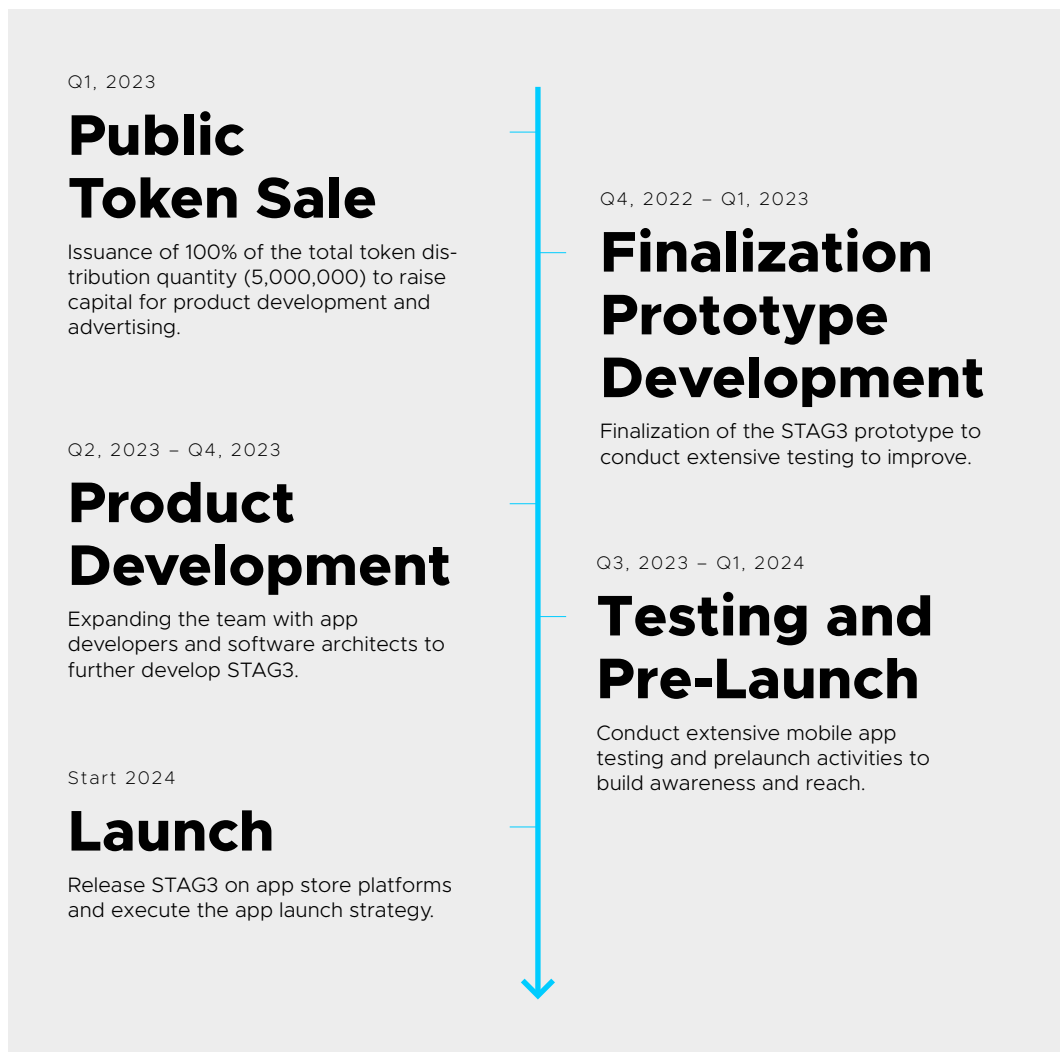 Q1, 2023
Public
Token Sale
Issuance of 100% of the total token dis-
tribution quantity (5,000,000) to raise
capital for product development and
advertising.
Q4, 2022 – Q1, 2023
Finalization
Prototype
Development
Finalization of the STAG3 prototype to
conduct extensive testing to improve.
Q2, 2023 – Q4, 2023
Product
Development
Expanding the team with app
developers and software architects to
further develop STAG3.
Q3, 2023 – Q1, 2024
Testing and
Pre-Launch
Conduct extensive mobile app
testing and prelaunch activities to
build awareness and reach.
Start 2024
Launch
Release STAG3 on app store platforms
and execute the app launch strategy.